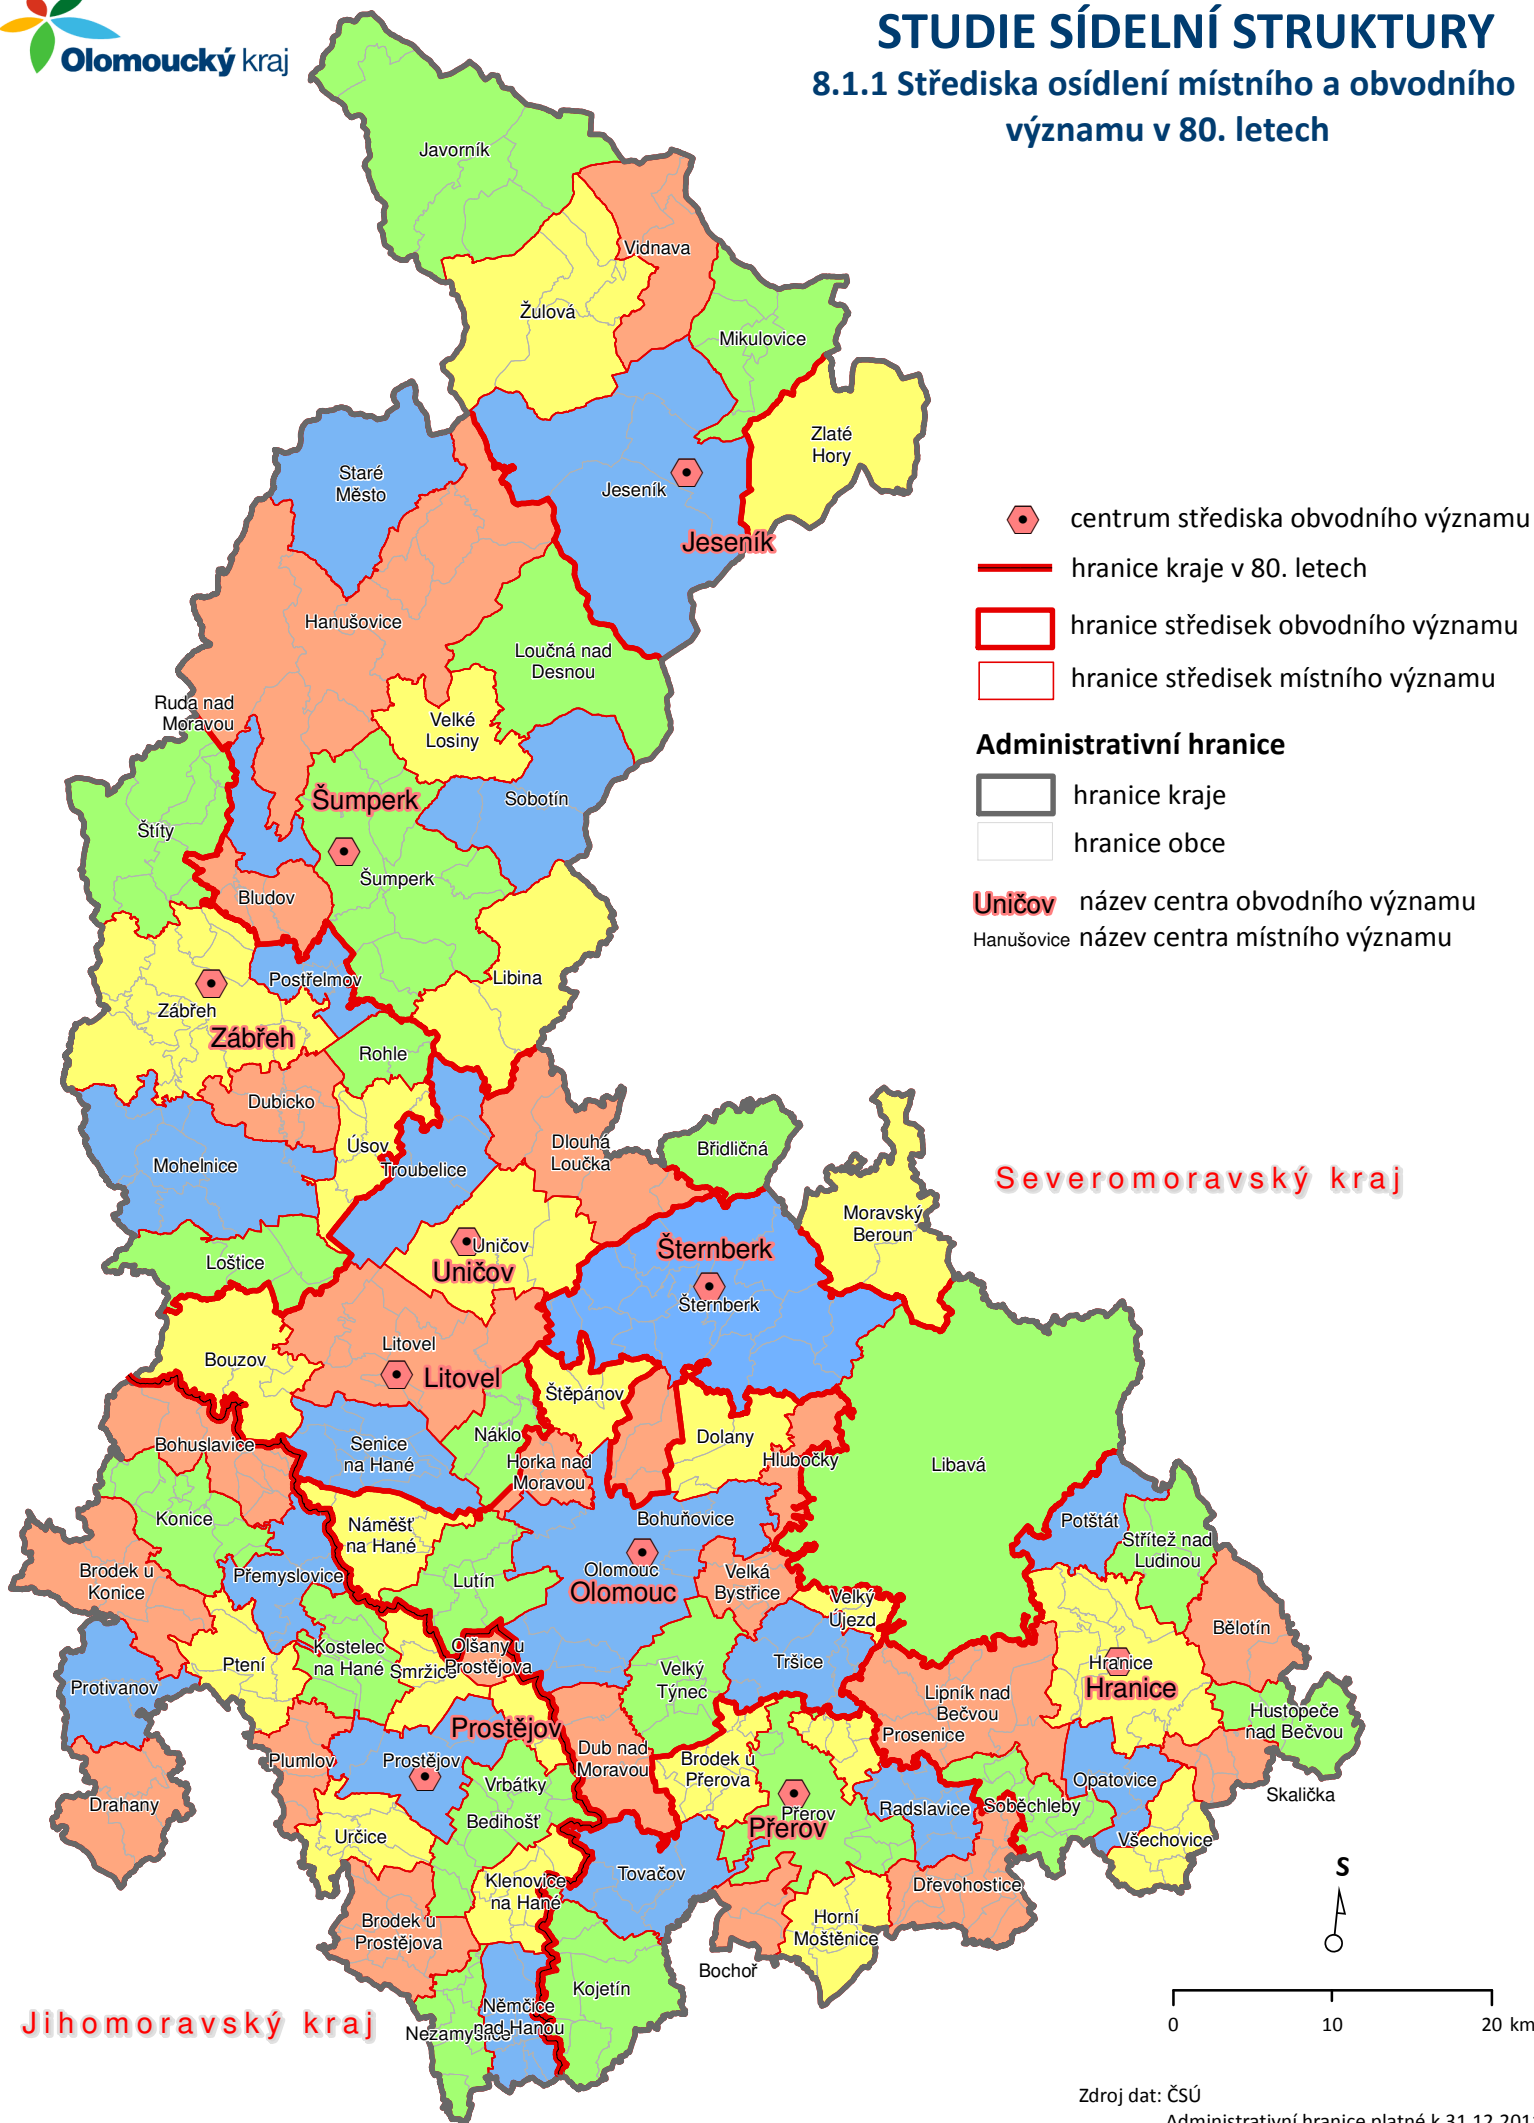 Olomoucký kraj
STUDIE SÍDELNÍ STRUKTURY
8.1.1 Střediska osídlení místního a obvodního
významu v 80. letech
Javorník
Vidnava
Žulová
Mikulovice
Zlaté
Hory
Staré
Město
Jeseník
Jeseník
centrum střediska obvodního významu
hranice kraje v 80. letech
hranice středisek obvodního významu
hranice středisek místního významu
Administrativní hranice
hranice kraje
hranice obce
Uničov název centra obvodního významu
Hanušovice název centra místního významu
Hanušovice
Loučná nad
Desnou
Ruda nad
Moravou
Velké
Losiny
Šumperk
Sobotín
Štíty
Šumperk
Bludov
Postřelmov
Libina
Zábřeh
Zábřeh
Rohle
Dubicko
Úsov
Mohelnice
Troubelice
Dlouhá
Loučka
Břidličná
Severomoravský kraj
Moravský
Beroun
Loštice
Uničov
Uničov
Šternberk
Šternberk
Litovel
Litovel
Bouzov
Štěpánov
Náklo
Senice
na Hané
Horka nad
Moravou
Dolany
Hlubočky
Libavá
Bohuslavice
Konice
Náměšť
na Hané
Bohuňovice
Potštát
Střítež nad
Ludinou
Brodek u
Konice
Přemyslovice
Lutín
Olomouc
Olomouc
Velká
Bystřice
Velký
Újezd
Bělotín
Kostelec
na Hané
Smržice
Olšany u
Prostějova
Ptení
Protivanov
Velký
Týnec
Tršice
Hranice
Hranice
Lipník nad
Bečvou
Prosenice
Hustopeče
nad Bečvou
Prostějov
Prostějov
Plumlov
Dub nad
Moravou
Brodek u
Přerova
Opatovice
Skalička
Drahany
Vrbátky
Bedihošť
Určice
Přerov
Přerov
Radslavice
Soběchleby
Všechovice
Klenovice
na Hané
Tovačov
Dřevohostice
Brodek u
Prostějova
Horní
Moštěnice
Bochoř
Kojetín
Němčice
nad Hanou
Nezamyslice
Jihomoravský kraj
S
0 10 20 km
Zdroj dat: ČSÚ